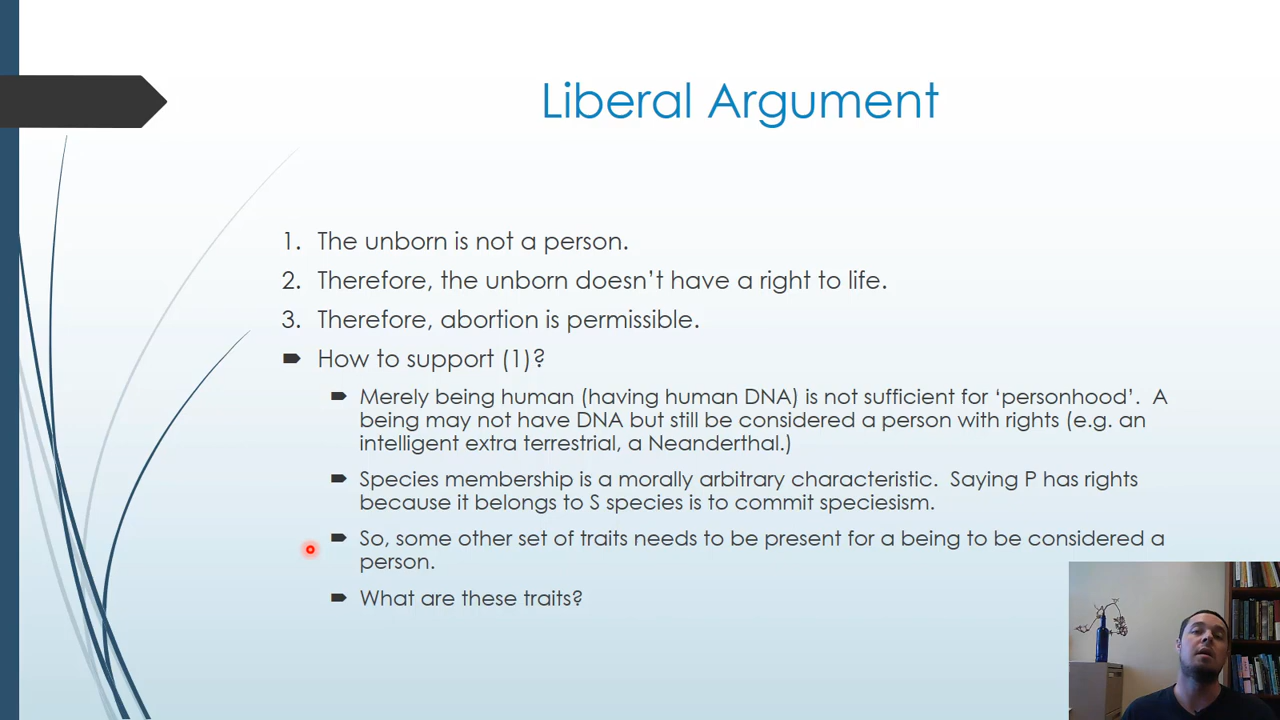 Liberal Argument
1. The unborn is not a person.
2. Therefore, the unborn doesn’t have a right to life.
3. Therefore, abortion is permissible.
How to support (1)?
Merely being human (having human DNA) is not sufficient for ‘personhood’. A
being may not have DNA but still be considered a person with rights (e.g. an
intelligent extra terrestrial, a Neanderthal.)
Species membership is a morally arbitrary characteristic. Saying P has rights
because it belongs to S species is to commit speciesism.
So, some other set of traits needs to be present for a being to be considered a
person.
What are these traits?